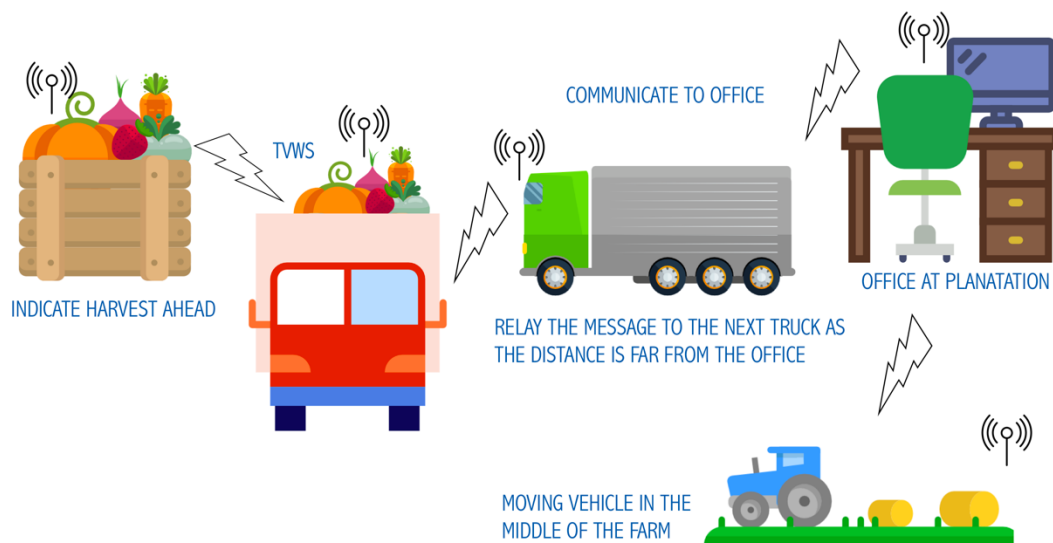 INDICATE HARVEST AHEAD
TVWS
RELAY THE MESSAGE TO THE NEXT TRUCK AS
THE DISTANCE IS FAR FROM THE OFFICE
COMMUNICATE TO OFFICE
OFFICE AT PLANATATION
MOVING VEHICLE IN THE
MIDDLE OF THE FARM